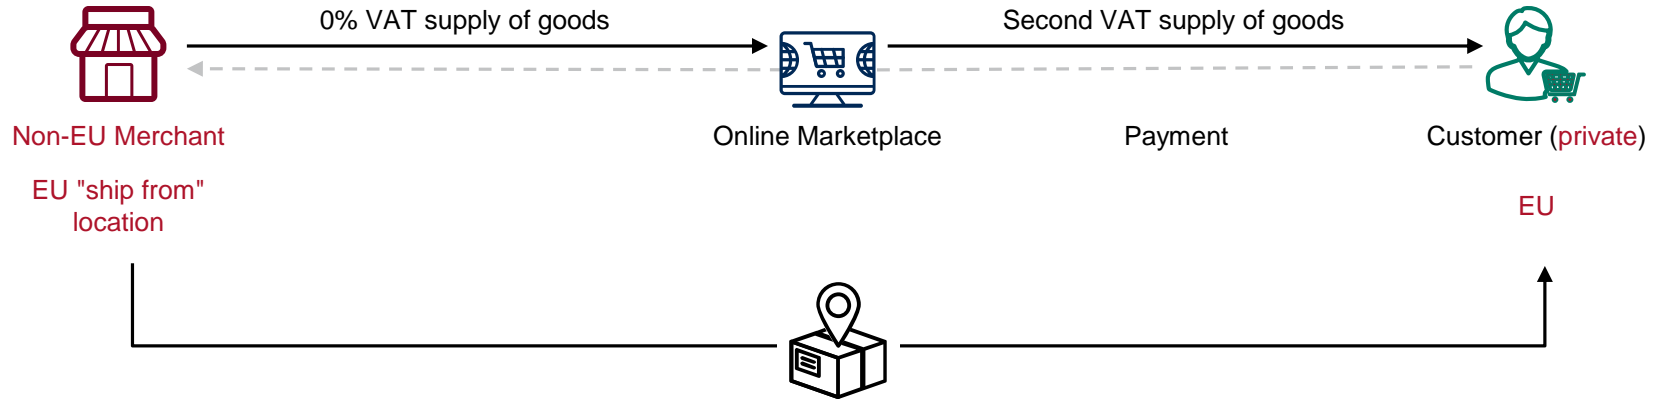 0% VAT supply of goods
Second VAT supply of goods
Non-EU Merchant
Online Marketplace
Payment
Customer (private)
EU "ship from"
location
EU